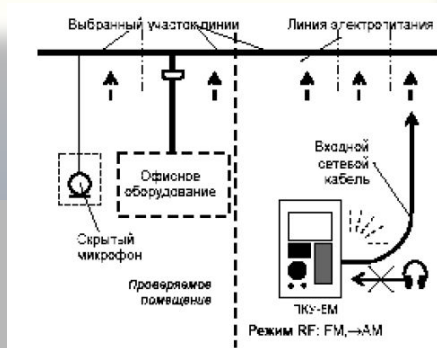 Выбранный участок линии
Линия электропитания
Входной
сетевой
кабель
Офисное
оборудование
Скрытый
микрофон
Проверяемое
помещение
ПКУ-6М
Режим RF: FM,→AM